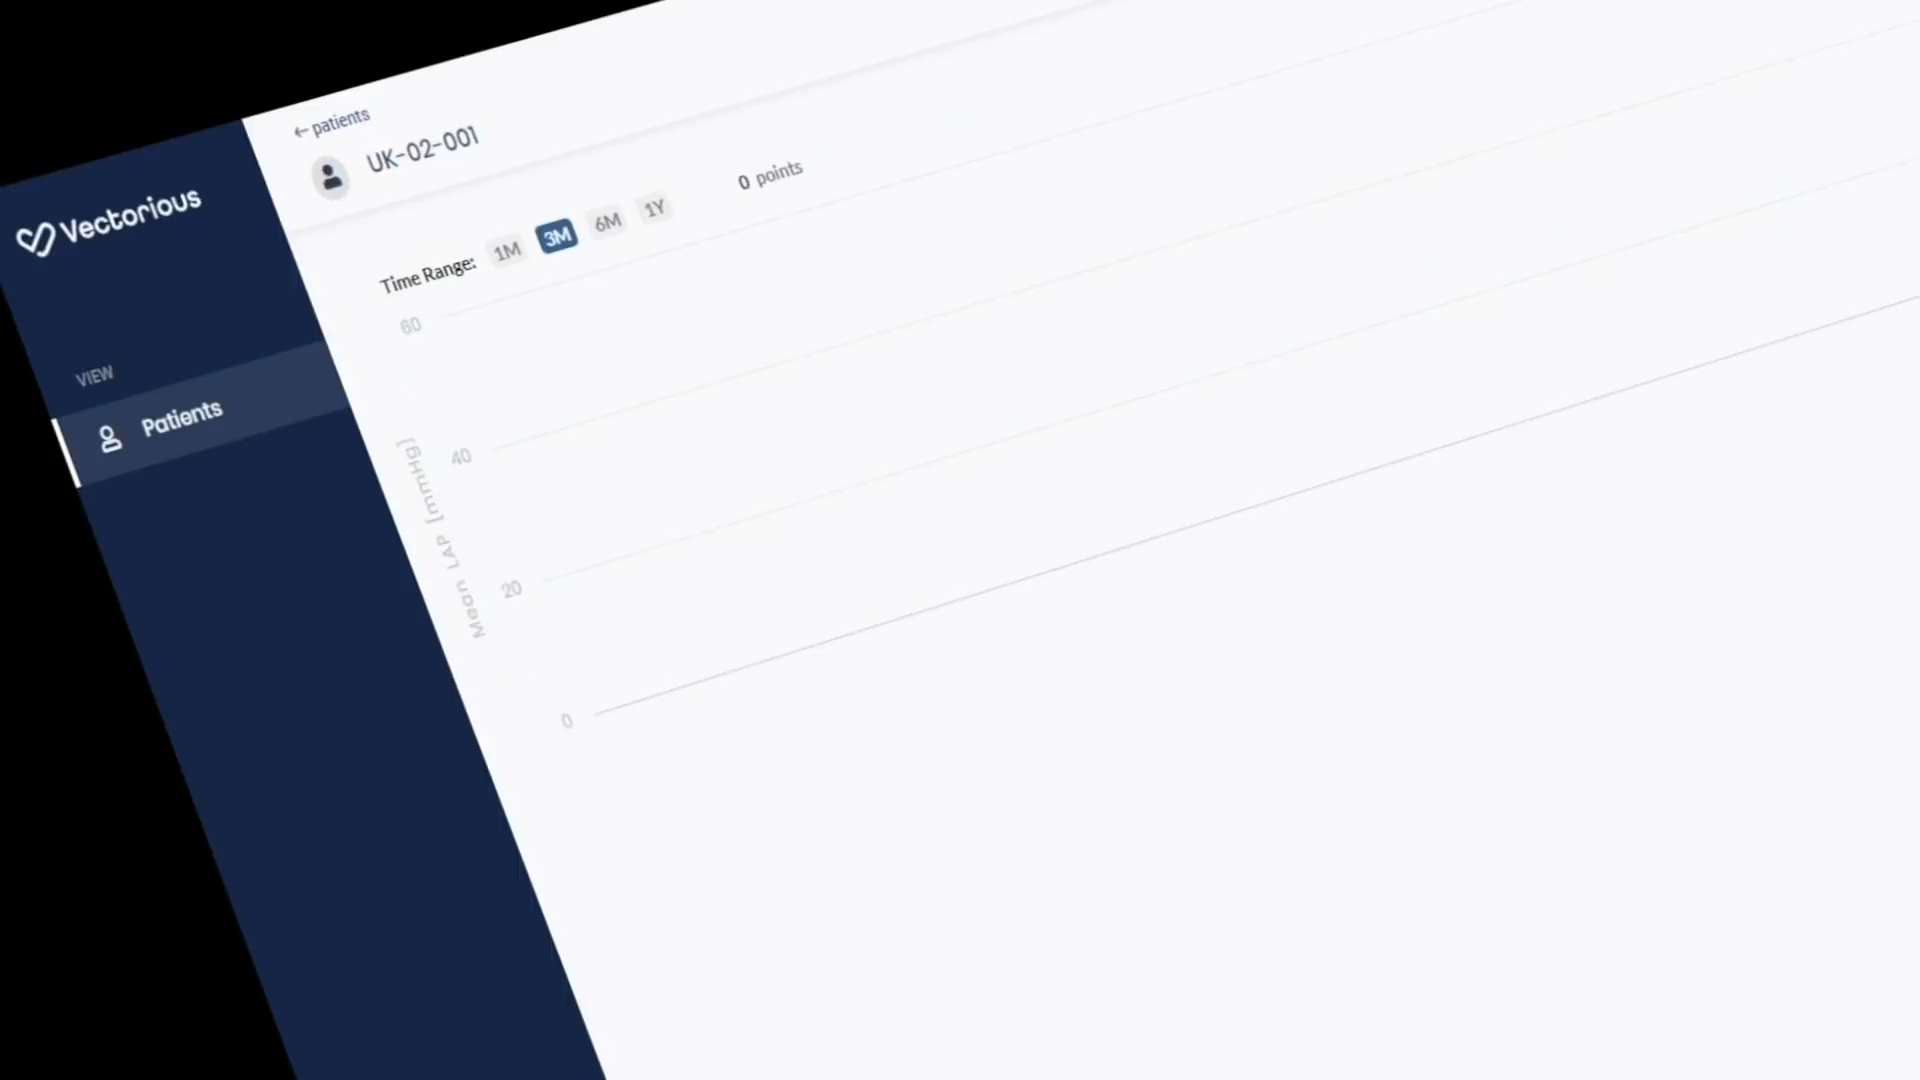 ← patients
UK-02-001
Vectorious
VIEW
Patients
Time Range: 1M 3M 6M 1Y
0 points
60
40
20
0
Mean LAP [mmHg]